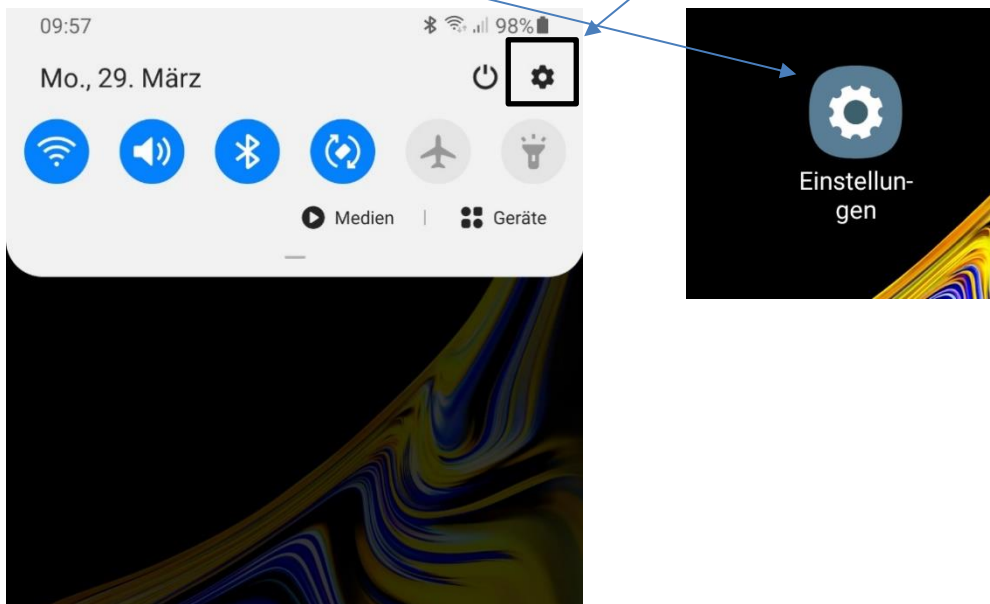 09:57 98%
Mo., 29. März
Medien | Geräte
Einstellun-
gen